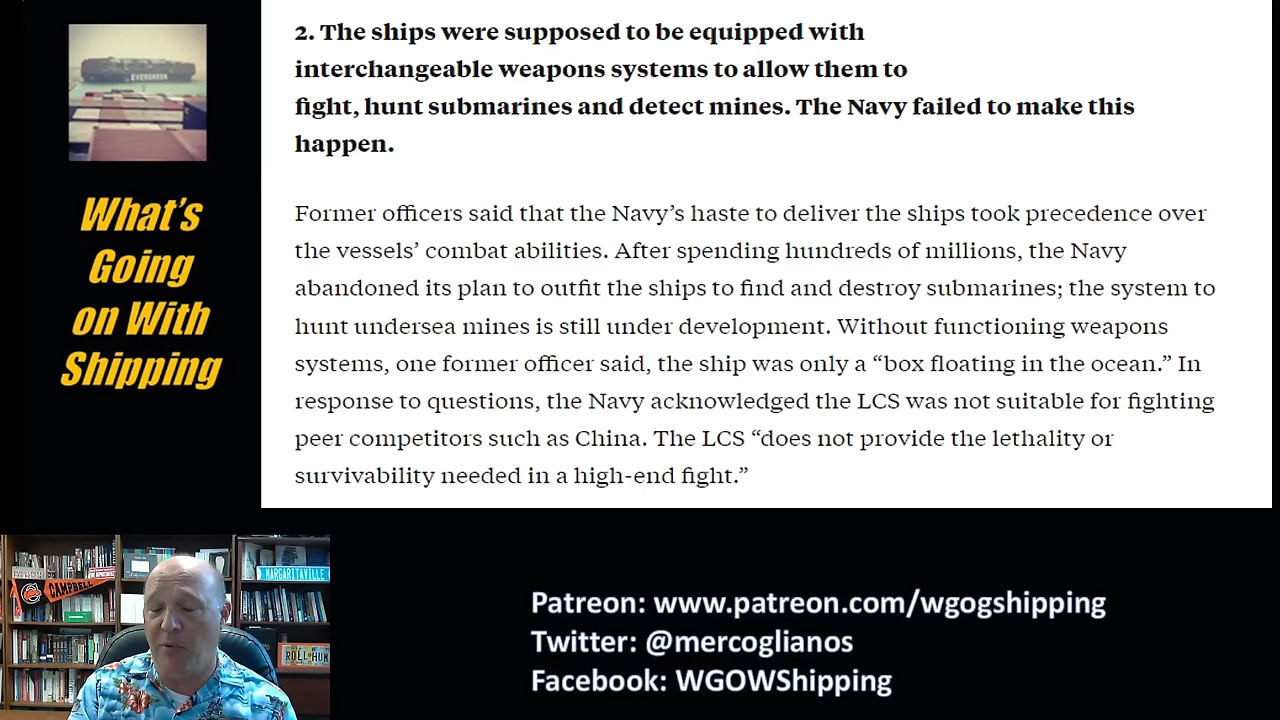 2. The ships were supposed to be equipped with
interchangeable weapons systems to allow them to
fight, hunt submarines and detect mines. The Navy failed to make this
happen.
Former officers said that the Navy’s haste to deliver the ships took precedence over
the vessels’ combat abilities. After spending hundreds of millions, the Navy
abandoned its plan to outfit the ships to find and destroy submarines; the system to
hunt undersea mines is still under development. Without functioning weapons
systems, one former officer said, the ship was only a “box floating in the ocean.” In
response to questions, the Navy acknowledged the LCS was not suitable for fighting
peer competitors such as China. The LCS “does not provide the lethality or
survivability needed in a high-end fight.”
EVERGREEN
What’s
Going
on With
Shipping
CAMPBELL
MARGARITAVILLE
Patreon: www.patreon.com/wgogshipping
Twitter: @mercoglianos
Facebook: WGOWShipping